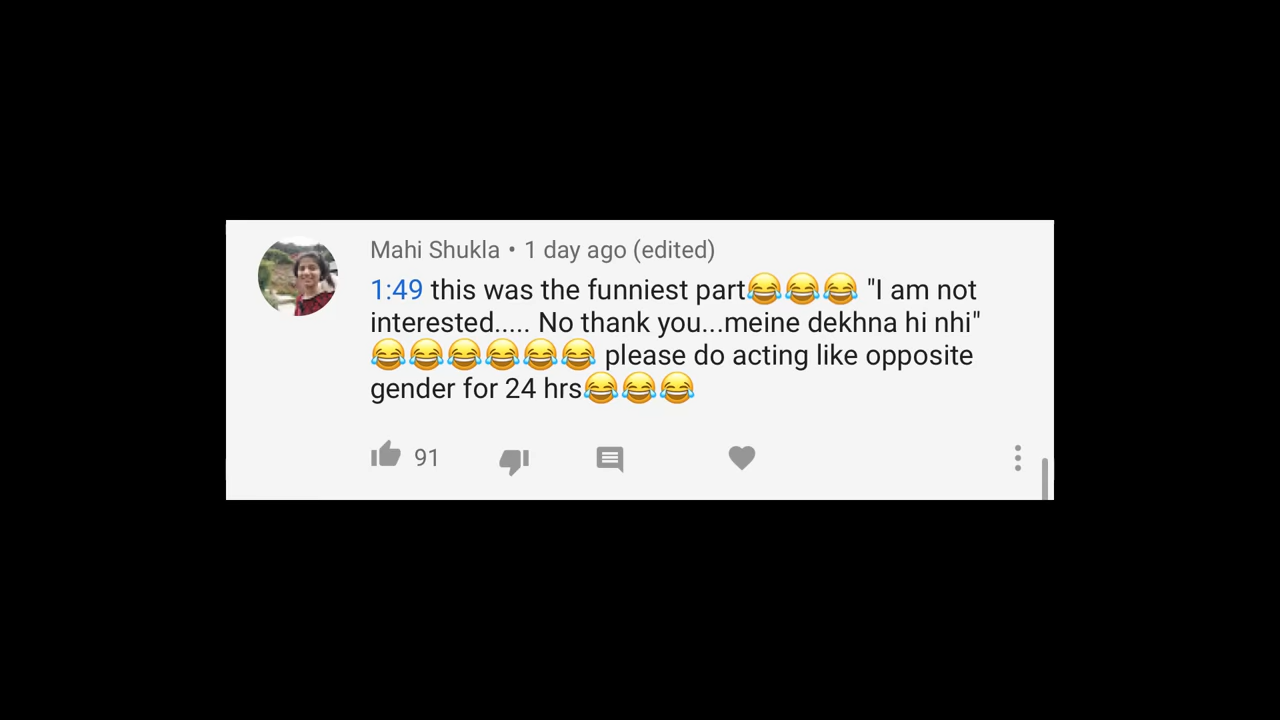 Mahi Shukla • 1 day ago (edited)
1:49 this was the funniest part😂😂😂 "I am not
interested..... No thank you...meine dekhna hi nhi"
😂😂😂😂😂😂 please do acting like opposite
gender for 24 hrs😂😂😂
91